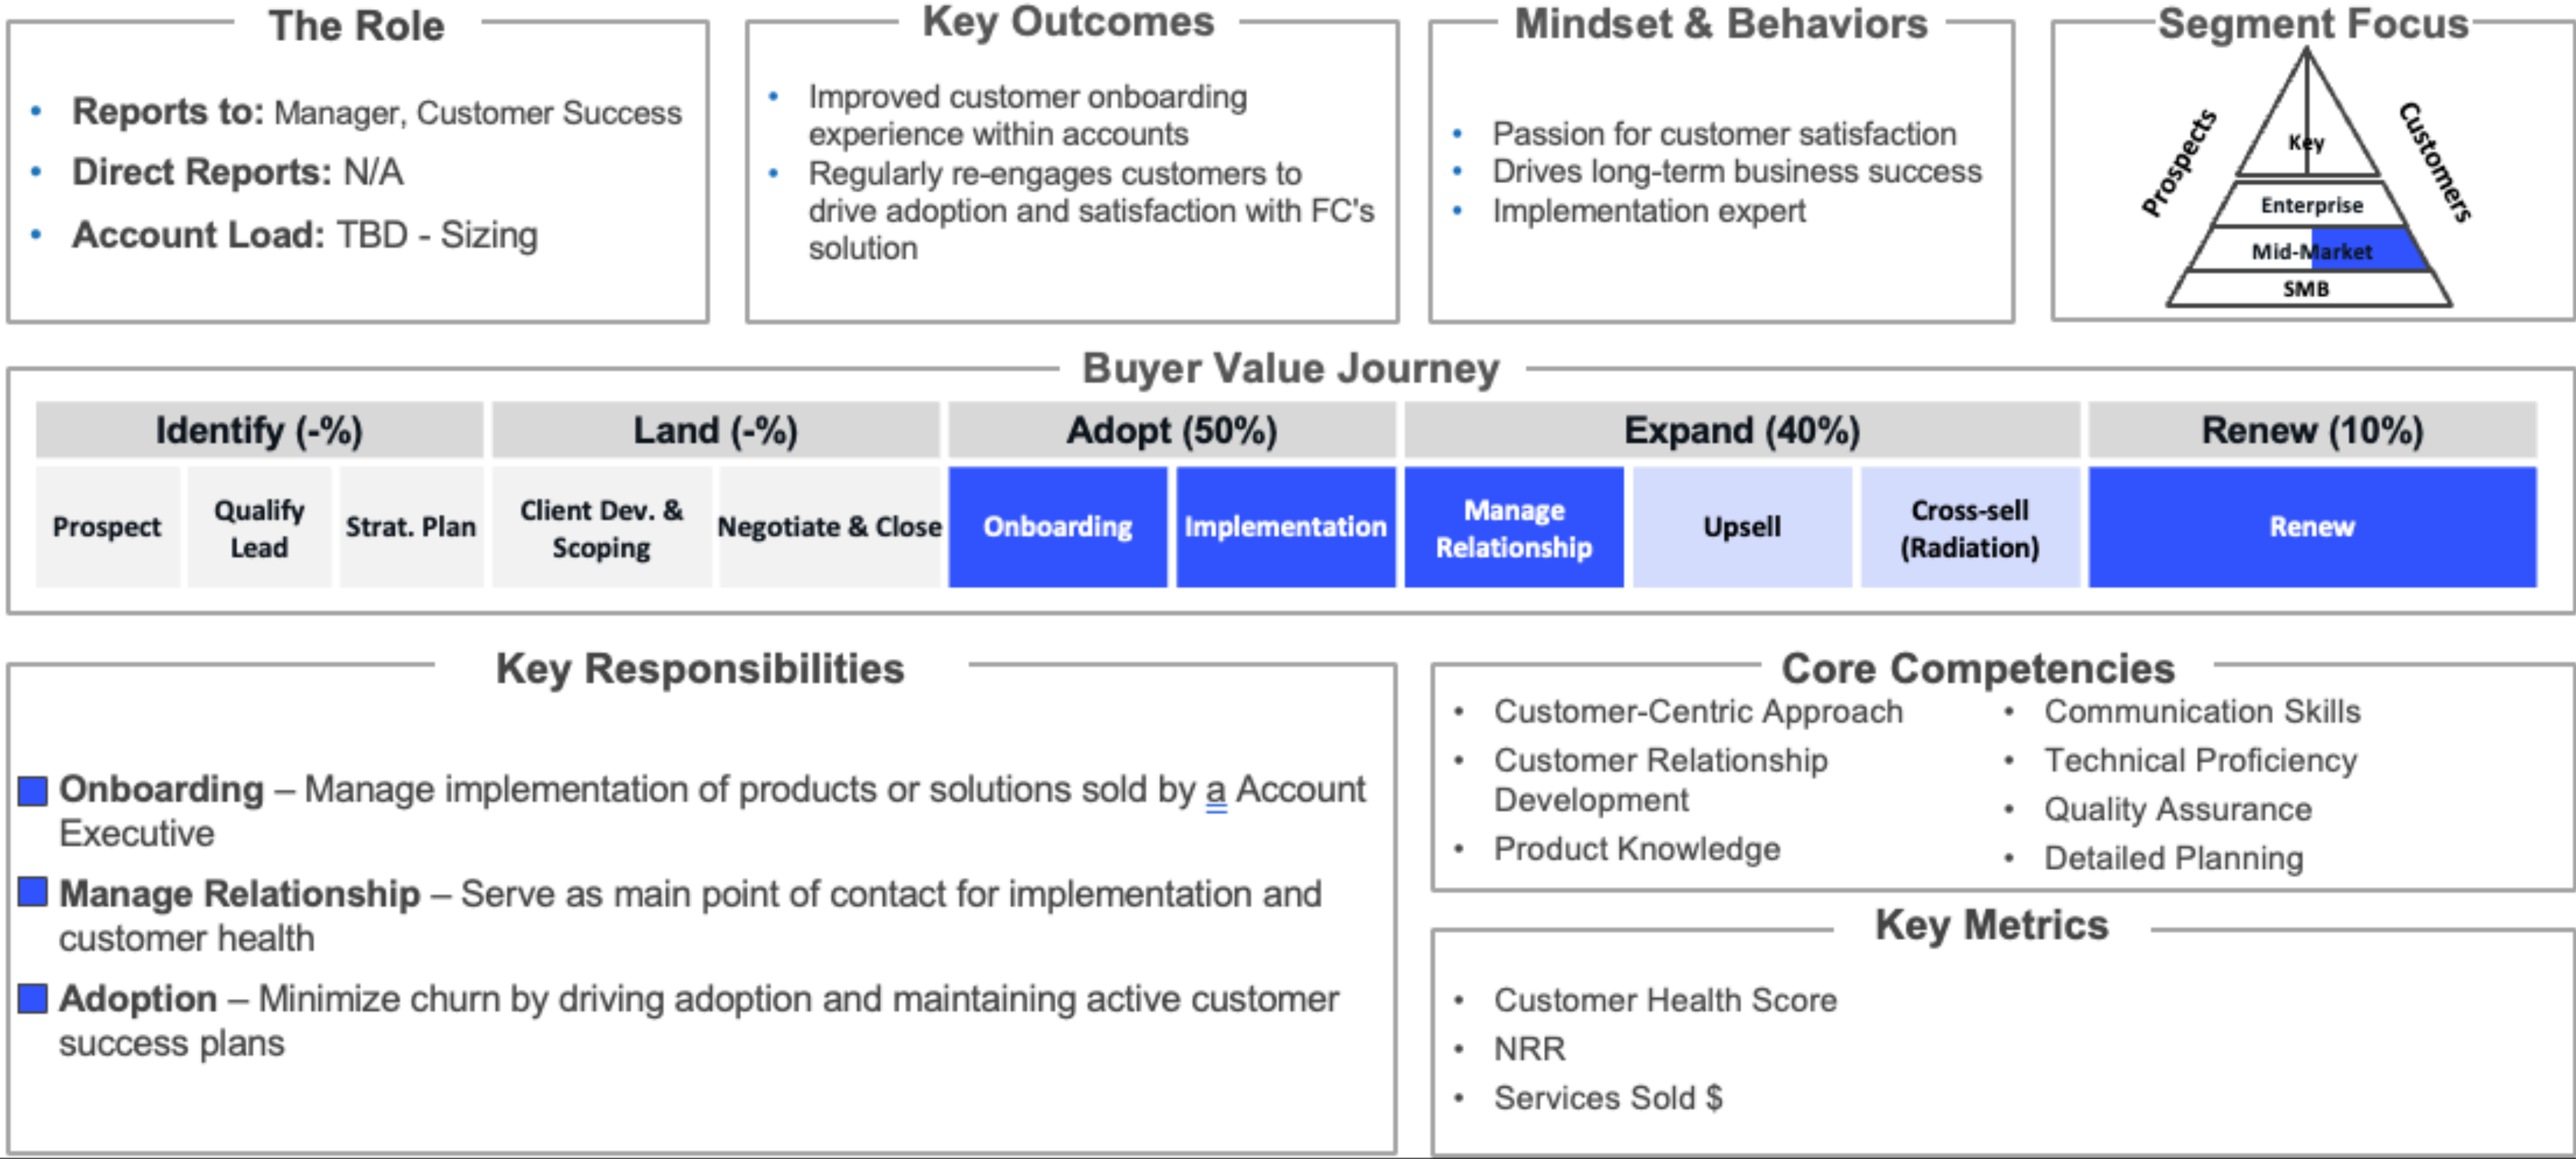 The Role
• Reports to: Manager, Customer Success
• Direct Reports: N/A
• Account Load: TBD - Sizing
Key Outcomes
• Improved customer onboarding
experience within accounts
• Regularly re-engages customers to
drive adoption and satisfaction with FC's
solution
Mindset & Behaviors
• Passion for customer satisfaction
• Drives long-term business success
• Implementation expert
Segment Focus
Prospects
Customers
Key
Enterprise
Mid-Market
SMB
Buyer Value Journey
Identify (-%)
Land (-%)
Adopt (50%)
Expand (40%)
Renew (10%)
Prospect
Qualify
Lead
Strat. Plan
Client Dev. &
Scoping
Negotiate & Close
Onboarding
Implementation
Manage
Relationship
Upsell
Cross-sell
(Radiation)
Renew
Key Responsibilities
Onboarding – Manage implementation of products or solutions sold by a Account
Executive
Manage Relationship – Serve as main point of contact for implementation and
customer health
Adoption – Minimize churn by driving adoption and maintaining active customer
success plans
Core Competencies
• Customer-Centric Approach
• Customer Relationship
Development
• Product Knowledge
• Communication Skills
• Technical Proficiency
• Quality Assurance
• Detailed Planning
Key Metrics
• Customer Health Score
• NRR
• Services Sold $